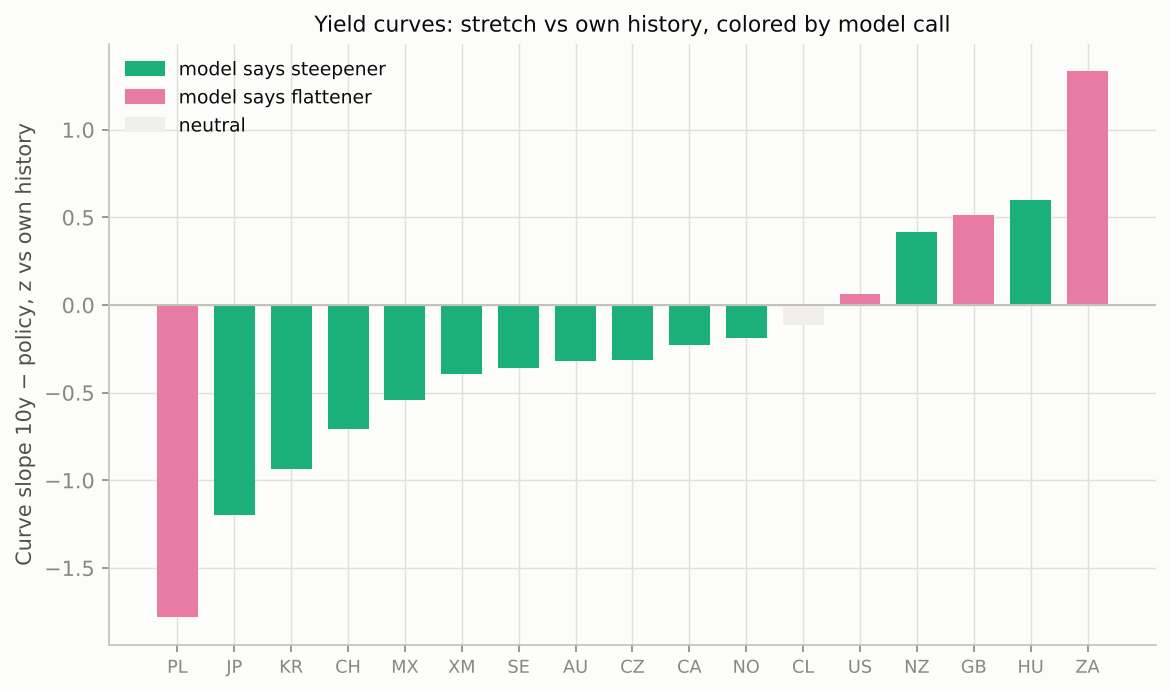 Yield curves: stretch vs own history, colored by model call
model says steepener
model says flattener
neutral
Curve slope 10y − policy, z vs own history
1.0
0.5
0.0
−0.5
−1.0
−1.5
PL JP KR CH MX XM SE AU CZ CA NO CL US NZ GB HU ZA